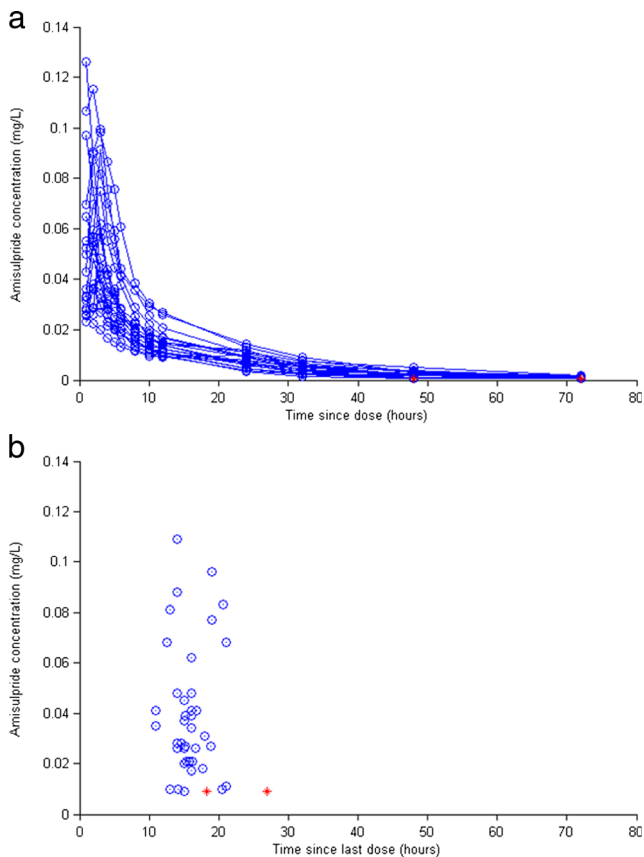 a
0.14
0.12
0.1
0.08
0.06
0.04
0.02
0
Amisulpride concentration (mg/L)
0 10 20 30 40 50 60 70 80
Time since dose (hours)
b
0.14
0.12
0.1
0.08
0.06
0.04
0.02
0
Amisulpride concentration (mg/L)
0 10 20 30 40 50 60 70 80
Time since last dose (hours)